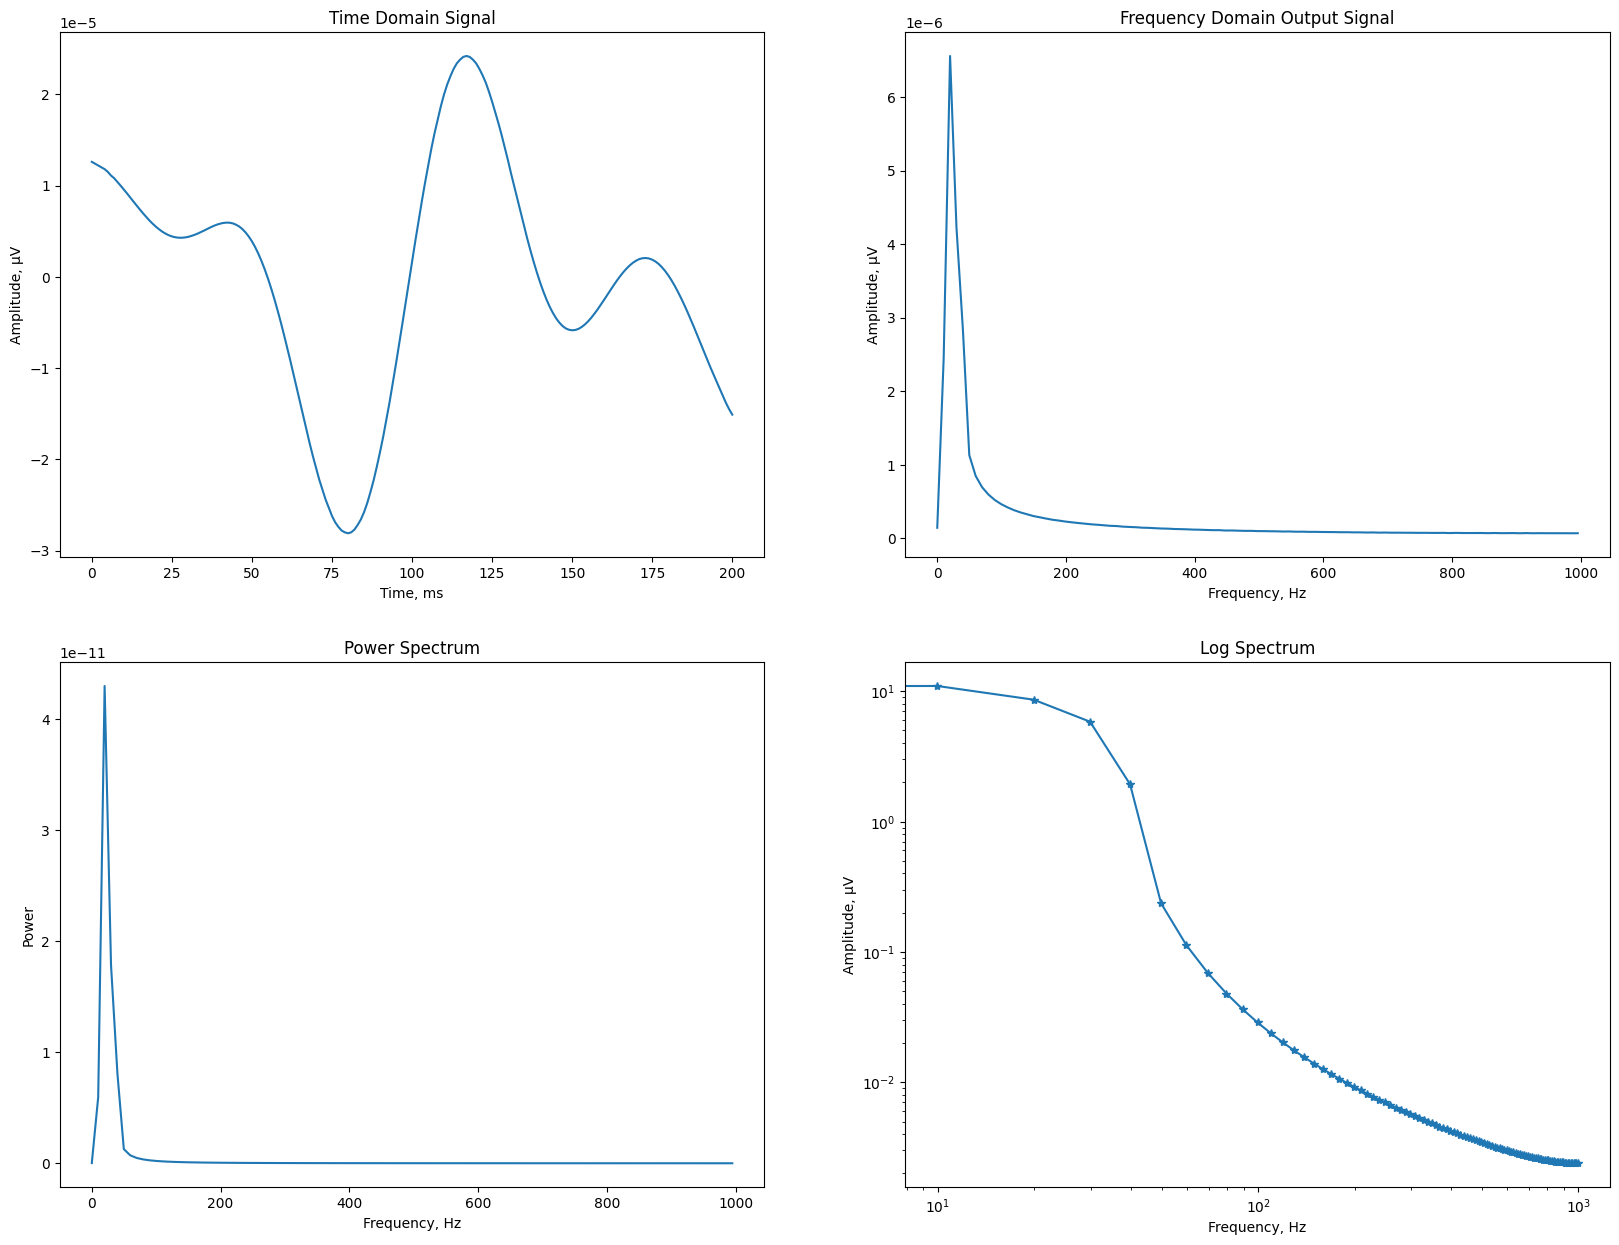 Time Domain Signal
1e−5
2
1
0
−1
−2
−3
Amplitude, μV
0 25 50 75 100 125 150 175 200
Time, ms
Frequency Domain Output Signal
1e−6
6
5
4
3
2
1
0
Amplitude, μV
0 200 400 600 800 1000
Frequency, Hz
Power Spectrum
1e−11
4
3
2
1
0
Power
0 200 400 600 800 1000
Frequency, Hz
Log Spectrum
10¹
10⁰
10⁻¹
10⁻²
Amplitude, μV
10¹ 10² 10³
Frequency, Hz